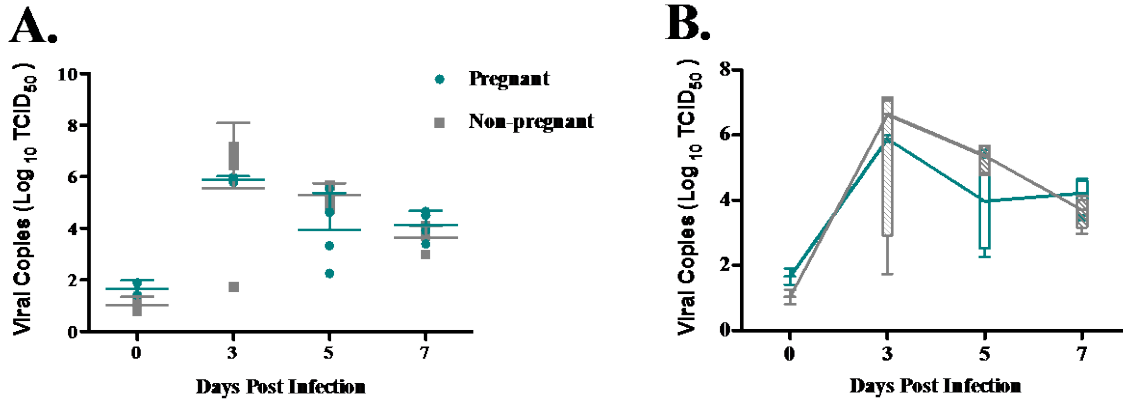 A.
Viral Copies (Log 10 TCID50 )
10
8
6
4
2
0
0 3 5 7
Days Post Infection
Pregnant
Non-pregnant
B.
Viral Copies (Log 10 TCID50 )
8
6
4
2
0
0 3 5 7
Days Post Infection